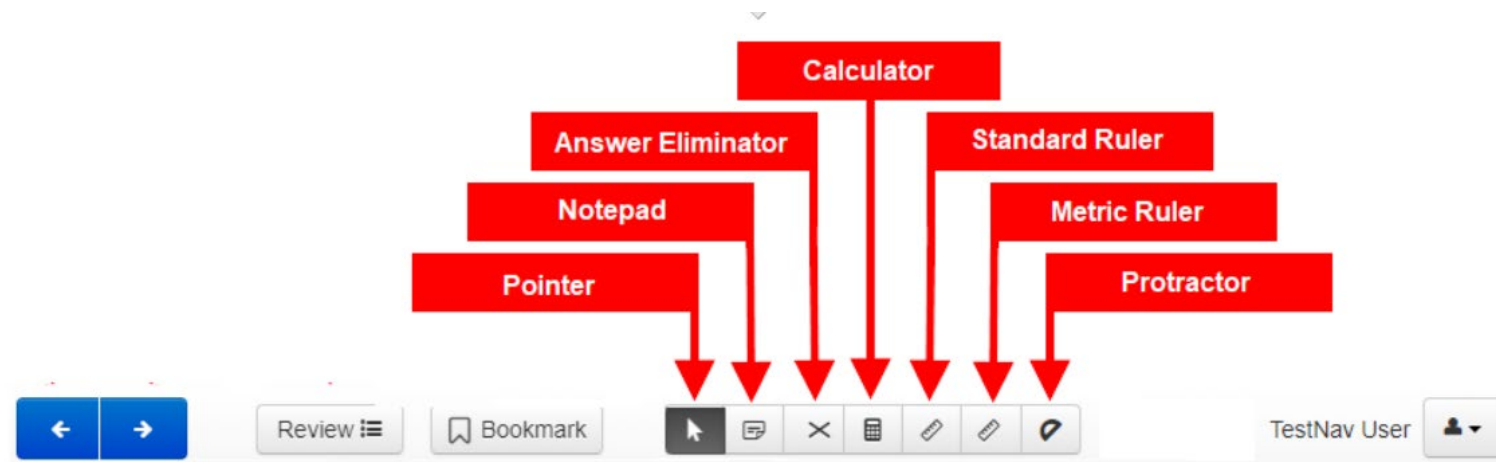 Calculator
Answer Eliminator
Standard Ruler
Notepad
Metric Ruler
Pointer
Protractor
Review
Bookmark
TestNav User